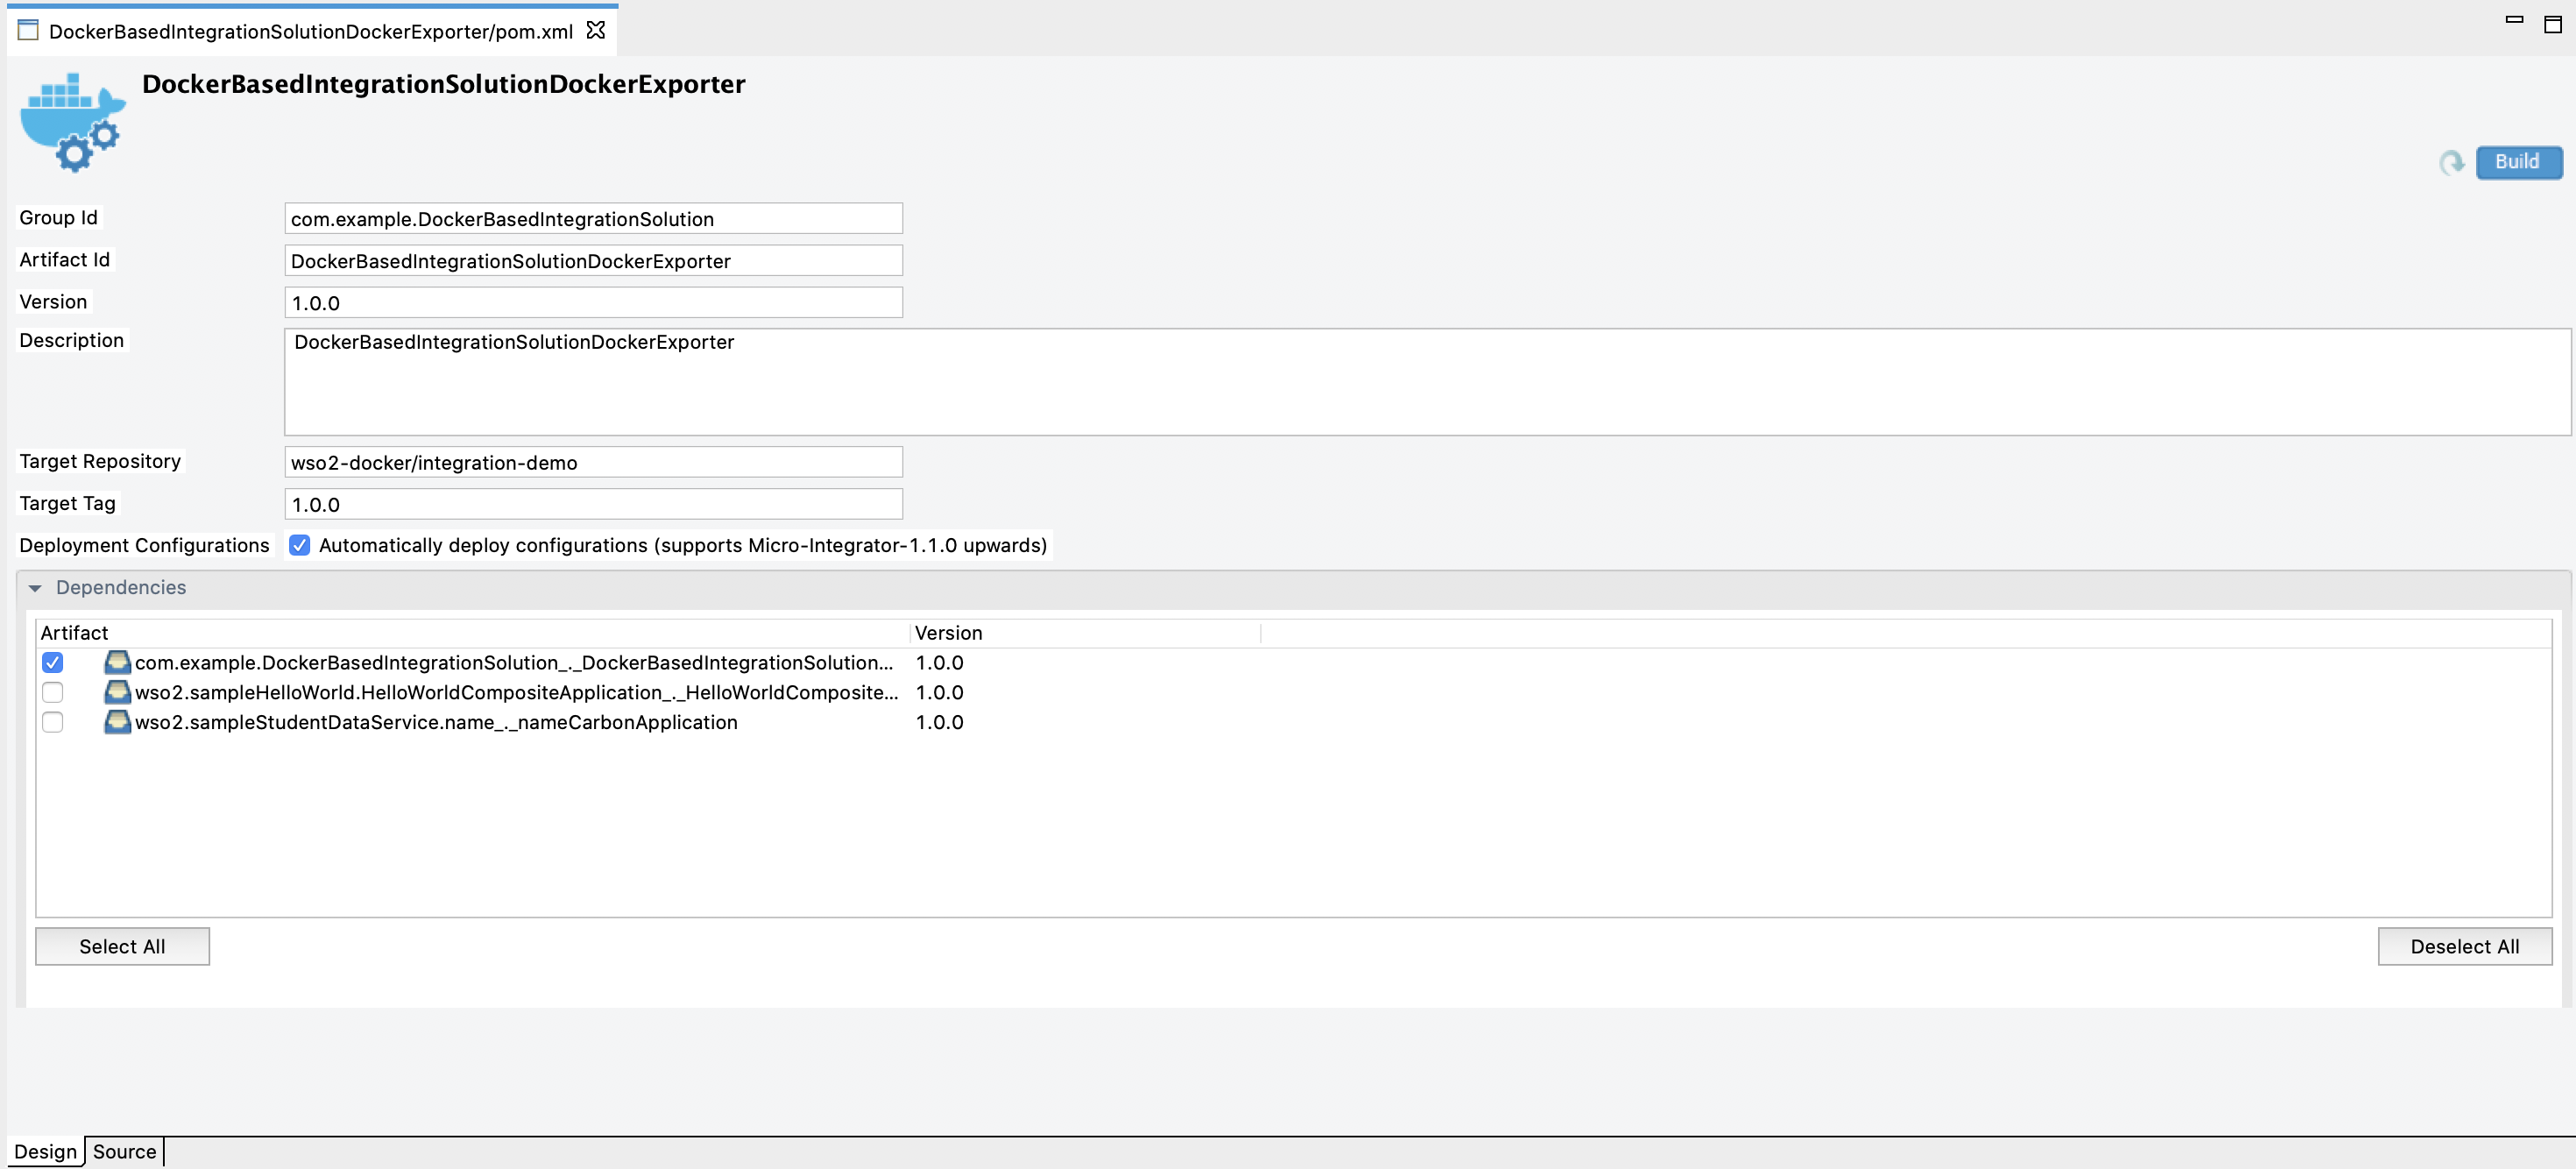 DockerBasedIntegrationSolutionDockerExporter/pom.xml
DockerBasedIntegrationSolutionDockerExporter
Build
Group Id com.example.DockerBasedIntegrationSolution
Artifact Id DockerBasedIntegrationSolutionDockerExporter
Version 1.0.0
Description DockerBasedIntegrationSolutionDockerExporter
Target Repository wso2-docker/integration-demo
Target Tag 1.0.0
Deployment Configurations Automatically deploy configurations (supports Micro-Integrator-1.1.0 upwards)
Dependencies
Artifact Version
com.example.DockerBasedIntegrationSolution_._DockerBasedIntegrationSolution... 1.0.0
wso2.sampleHelloWorld.HelloWorldCompositeApplication_._HelloWorldComposite... 1.0.0
wso2.sampleStudentDataService.name_._nameCarbonApplication 1.0.0
Select All Deselect All
Design Source